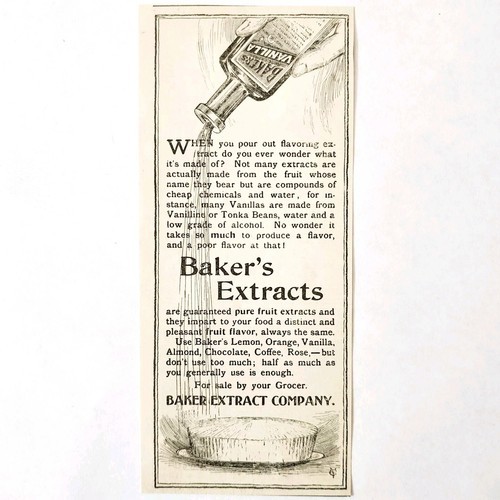 BAKER'S
VANILLA
WHEN you pour out flavoring ex-
tract do you ever wonder what
it's made of? Not many extracts are
actually made from the fruit whose
name they bear but are compounds of
cheap chemicals and water, for in-
stance, many Vanillas are made from
Vanilline or Tonka Beans, water and a
low grade of alcohol. No wonder it
takes so much to produce a flavor,
and a poor flavor at that!
Baker's
Extracts
are guaranteed pure fruit extracts and
they impart to your food a distinct and
pleasant fruit flavor, always the same.
Use Baker's Lemon, Orange, Vanilla,
Almond, Chocolate, Coffee, Rose,—but
don't use too much; half as much as
you generally use is enough.
For sale by your Grocer.
BAKER EXTRACT COMPANY.